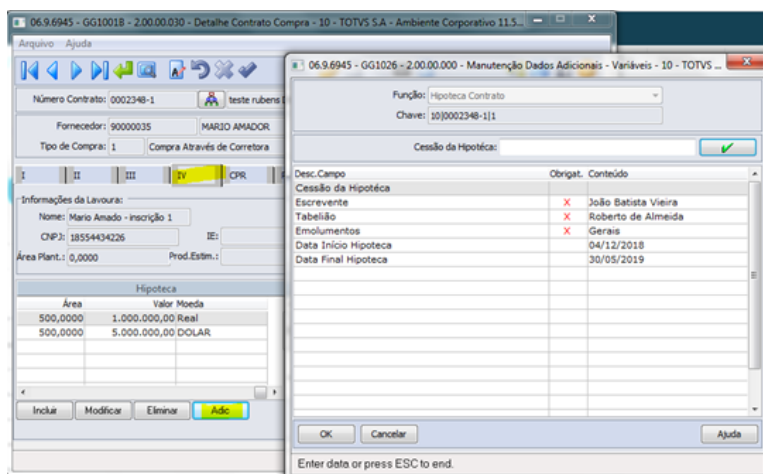 06.9.6945 - GG1001B - 2.00.00.030 - Detalhe Contrato Compra - 10 - TOTVS S.A - Ambiente Corporativo 11.5...
Arquivo Ajuda
Número Contrato: 0002348-1 teste rubens
Fornecedor: 90000035 MARIO AMADOR
Tipo de Compra: 1 Compra Através de Corretora
I II III IV CPR
Informações da Lavoura:
Nome: Mario Amado - inscrição 1
CNPJ: 18554434226 IE:
Área Plant.: 0,0000 Prod.Estim.:
Hipoteca
Área Valor Moeda
500,0000 1.000.000,00 Real
500,0000 5.000.000,00 DOLAR
Incluir Modificar Eliminar Adic
06.9.6945 - GG1026 - 2.00.00.000 - Manutenção Dados Adicionais - Variáveis - 10 - TOTVS ...
Função: Hipoteca Contrato
Chave: 10|0002348-1|1
Cessão da Hipotéca:
Desc.Campo Obrigat. Conteúdo
Cessão da Hipotéca
Escrevente X João Batista Vieira
Tabelião X Roberto de Almeida
Emolumentos X Gerais
Data Início Hipoteca 04/12/2018
Data Final Hipoteca 30/05/2019
OK Cancelar Ajuda
Enter data or press ESC to end.